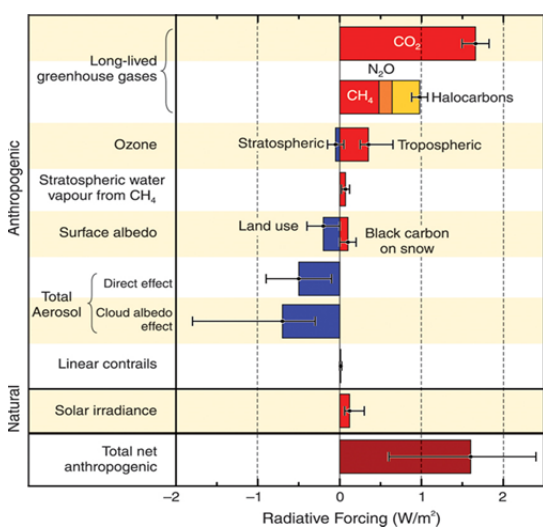 Anthropogenic
Natural
Long-lived
greenhouse gases
CO₂
N₂O
CH₄
Halocarbons
Ozone
Stratospheric
Tropospheric
Stratospheric water
vapour from CH₄
Surface albedo
Land use
Black carbon
on snow
Total
Aerosol
Direct effect
Cloud albedo
effect
Linear contrails
Solar irradiance
Total net
anthropogenic
−2 −1 0 1 2
Radiative Forcing (W/m²)